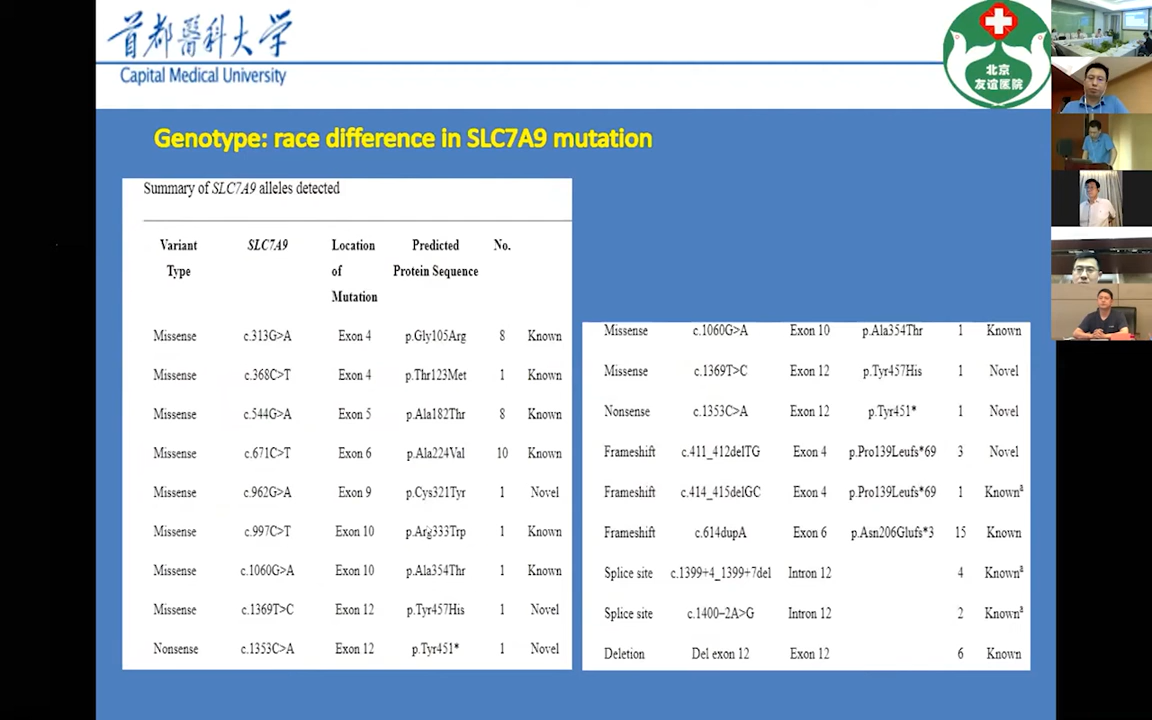 首都醫科大学
Capital Medical University
北京
友谊医院
Genotype: race difference in SLC7A9 mutation
Summary of SLC7A9 alleles detected
Variant Type SLC7A9 Location of Mutation Predicted Protein Sequence No.
Missense c.313G>A Exon 4 p.Gly105Arg 8 Known
Missense c.368C>T Exon 4 p.Thr123Met 1 Known
Missense c.544G>A Exon 5 p.Ala182Thr 8 Known
Missense c.671C>T Exon 6 p.Ala224Val 10 Known
Missense c.962G>A Exon 9 p.Cys321Tyr 1 Novel
Missense c.997C>T Exon 10 p.Arg333Trp 1 Known
Missense c.1060G>A Exon 10 p.Ala354Thr 1 Known
Missense c.1369T>C Exon 12 p.Tyr457His 1 Novel
Nonsense c.1353C>A Exon 12 p.Tyr451* 1 Novel
Missense c.1060G>A Exon 10 p.Ala354Thr 1 Known
Missense c.1369T>C Exon 12 p.Tyr457His 1 Novel
Nonsense c.1353C>A Exon 12 p.Tyr451* 1 Novel
Frameshift c.411_412delTG Exon 4 p.Pro139Leufs*69 3 Novel
Frameshift c.414_415delGC Exon 4 p.Pro139Leufs*69 1 Knownª
Frameshift c.614dupA Exon 6 p.Asn206Glufs*3 15 Known
Splice site c.1399+4_1399+7del Intron 12 4 Knownª
Splice site c.1400–2A>G Intron 12 2 Knownª
Deletion Del exon 12 Exon 12 6 Known